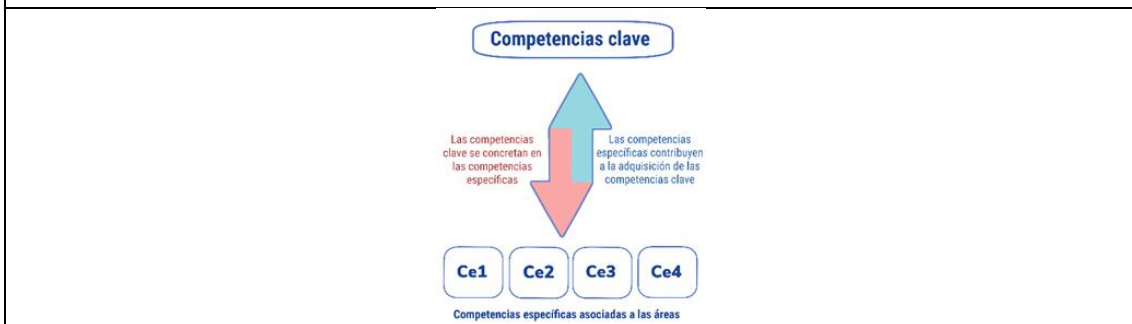 Competencias clave
Las competencias
clave se concretan en
las competencias
específicas
Las competencias
específicas contribuyen
a la adquisición de las
competencias clave
Ce1
Ce2
Ce3
Ce4
Competencias específicas asociadas a las áreas